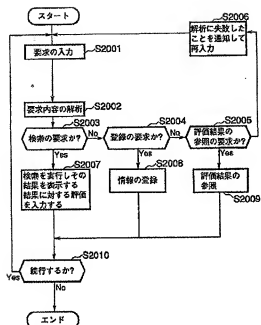 スタート
S2006
解析に失敗した
ことを通知して
再入力
S2001
要求の入力
S2002
要求内容の解析
S2003
検索の要求か?
No
S2004
登録の要求か?
No
S2005
評価結果の
参照の要求か?
No
Yes
Yes
Yes
S2007
検索を実行しその
結果を表示する
結果に対する評価
を入力する
S2008
情報の登録
評価結果の
参照
S2009
S2010
続行するか?
Yes
No
エンド